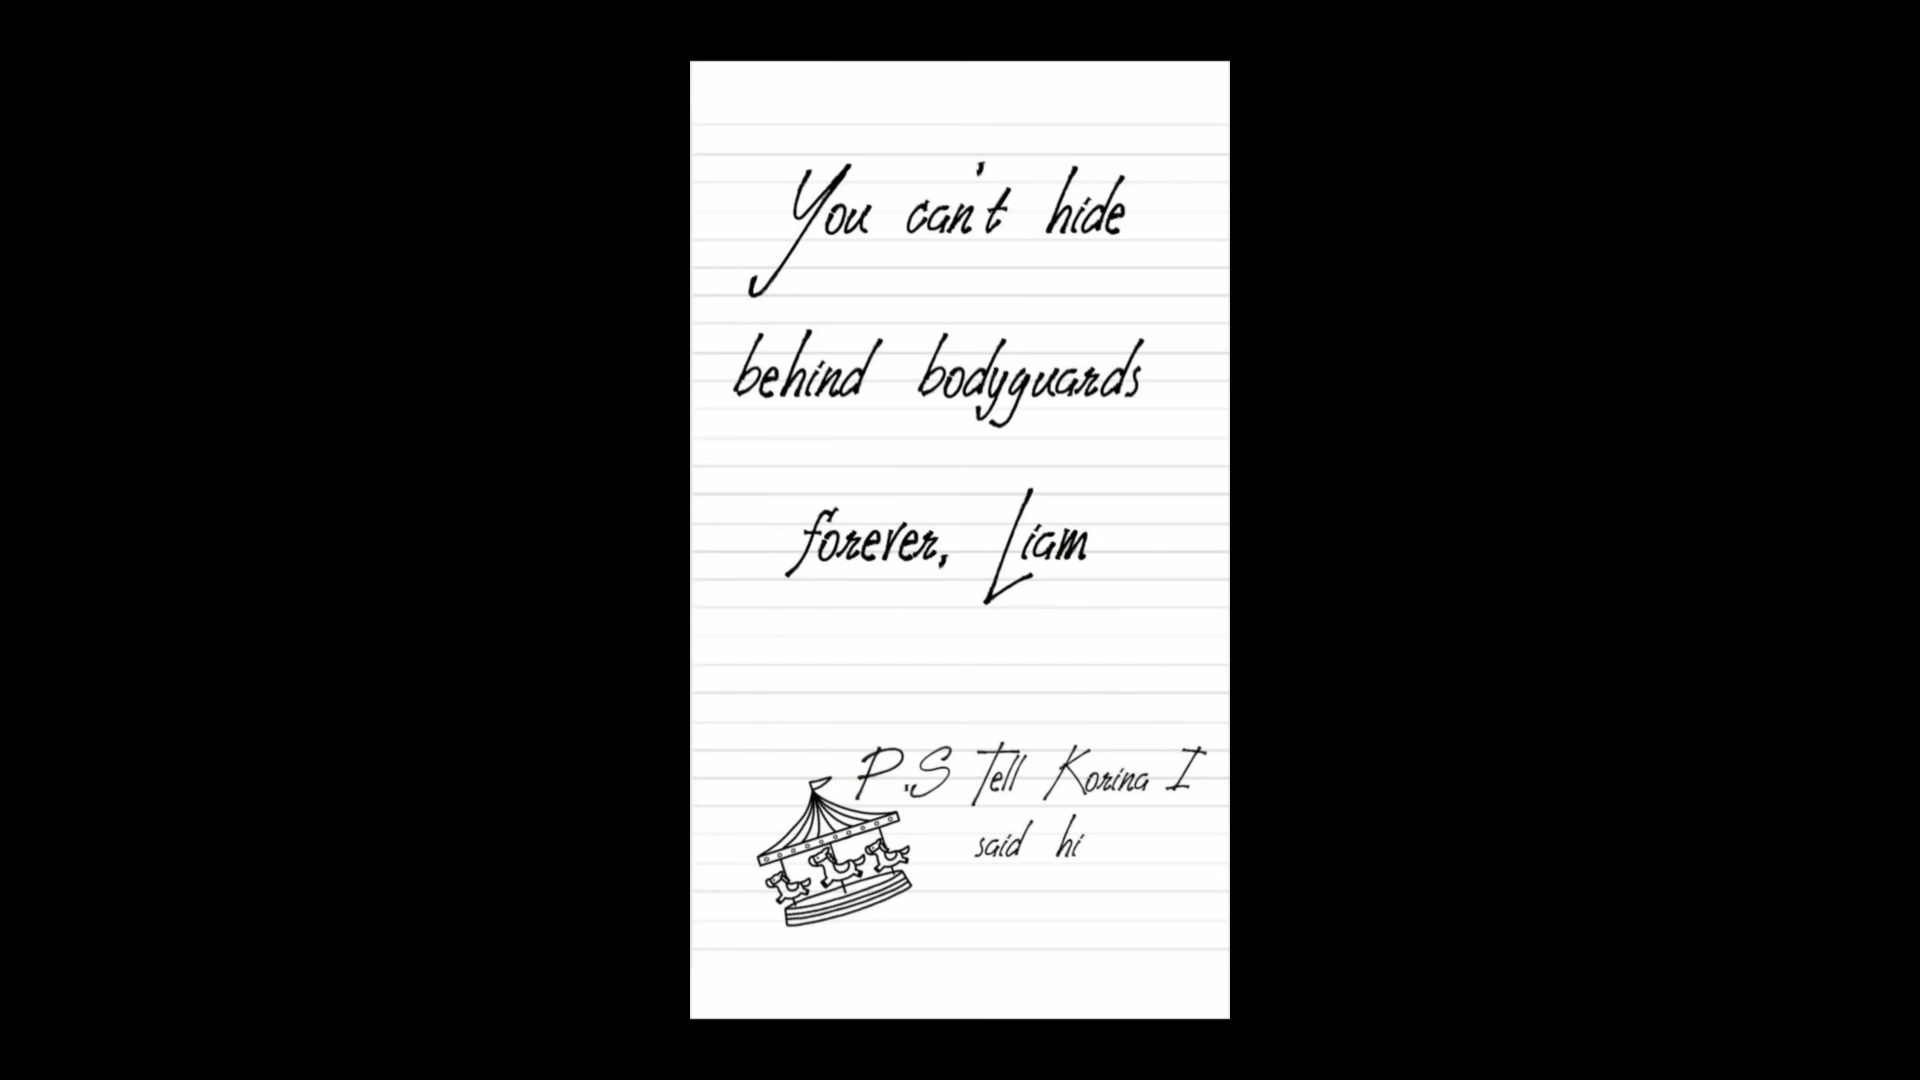 You can't hide
behind bodyguards
forever, Liam
P.S Tell Korina I
said hi